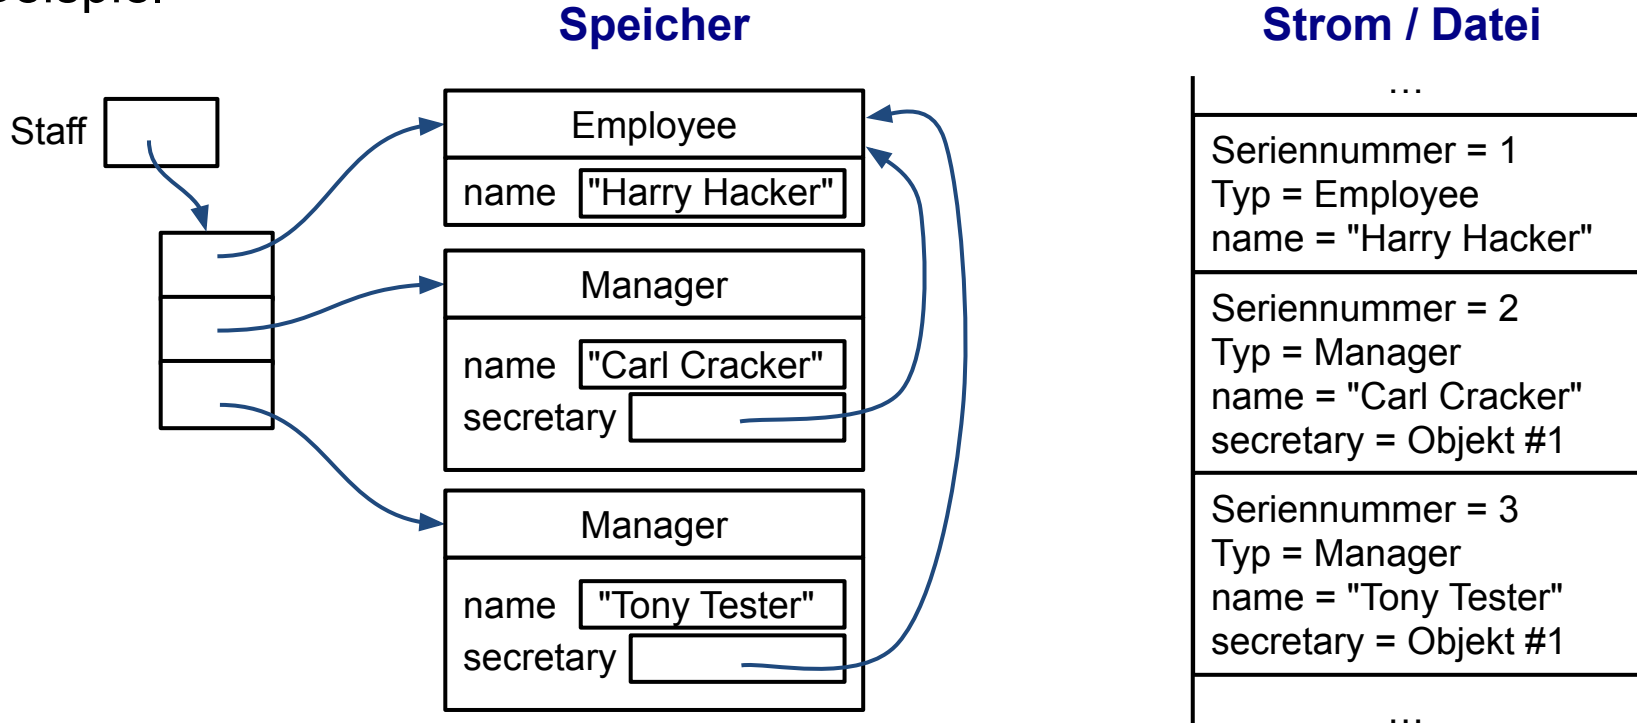 Speicher
Staff
Employee
name "Harry Hacker"
Manager
name "Carl Cracker"
secretary
Manager
name "Tony Tester"
secretary
Strom / Datei
...
Seriennummer = 1
Typ = Employee
name = "Harry Hacker"
Seriennummer = 2
Typ = Manager
name = "Carl Cracker"
secretary = Objekt #1
Seriennummer = 3
Typ = Manager
name = "Tony Tester"
secretary = Objekt #1
...